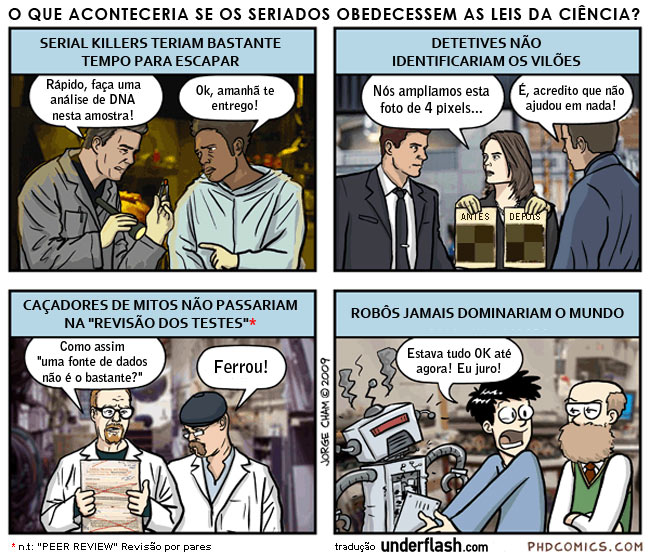 O QUE ACONTECERIA SE OS SERIADOS OBEDECESSEM AS LEIS DA CIÊNCIA?
SERIAL KILLERS TERIAM BASTANTE
TEMPO PARA ESCAPAR
Rápido, faça uma
análise de DNA
nesta amostra!
Ok, amanhã te
entrego!
DETETIVES NÃO
IDENTIFICARIAM OS VILÕES
Nós ampliamos esta
foto de 4 pixels...
É, acredito que não
ajudou em nada!
ANTES
DEPOIS
CAÇADORES DE MITOS NÃO PASSARIAM
NA "REVISÃO DOS TESTES"*
Como assim
"uma fonte de dados
não é o bastante?"
Ferrou!
JORGE CHAM © 2009
ROBÔS JAMAIS DOMINARIAM O MUNDO
Estava tudo OK até
agora! Eu juro!
* n.t: "PEER REVIEW" Revisão por pares
tradução underflash.com
PHDCOMICS.COM